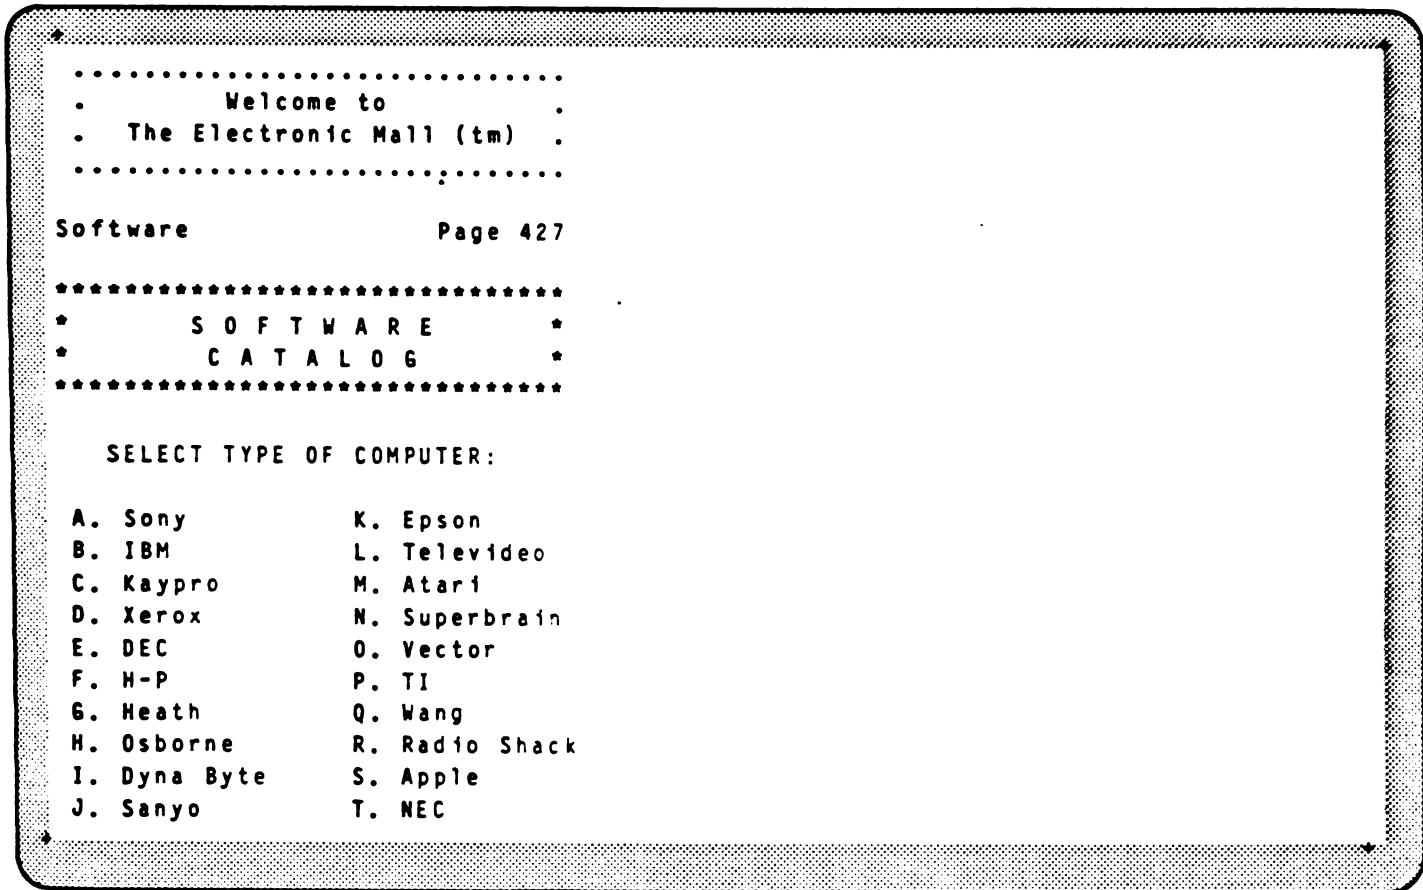 ..............................
.        Welcome to          .
.  The Electronic Mall (tm)  .
..............................
Software               Page 427
******************************
*       S O F T W A R E       *
*        C A T A L O G        *
******************************
SELECT TYPE OF COMPUTER:
A. Sony          K. Epson
B. IBM           L. Televideo
C. Kaypro        M. Atari
D. Xerox         N. Superbrain
E. DEC           O. Vector
F. H-P           P. TI
G. Heath         Q. Wang
H. Osborne       R. Radio Shack
I. Dyna Byte     S. Apple
J. Sanyo         T. NEC